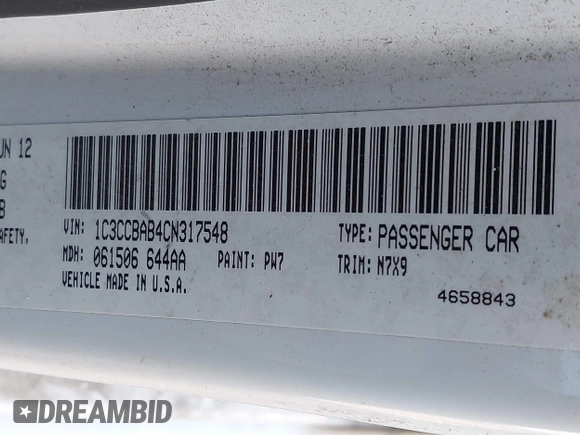 UN 12
G
B
AFETY,
VIN: 1C3CCBAB4CN317548
TYPE: PASSENGER CAR
MDH: 061506 644AA
PAINT: PW7
TRIM: N7X9
VEHICLE MADE IN U.S.A.
4658843
DREAMBID